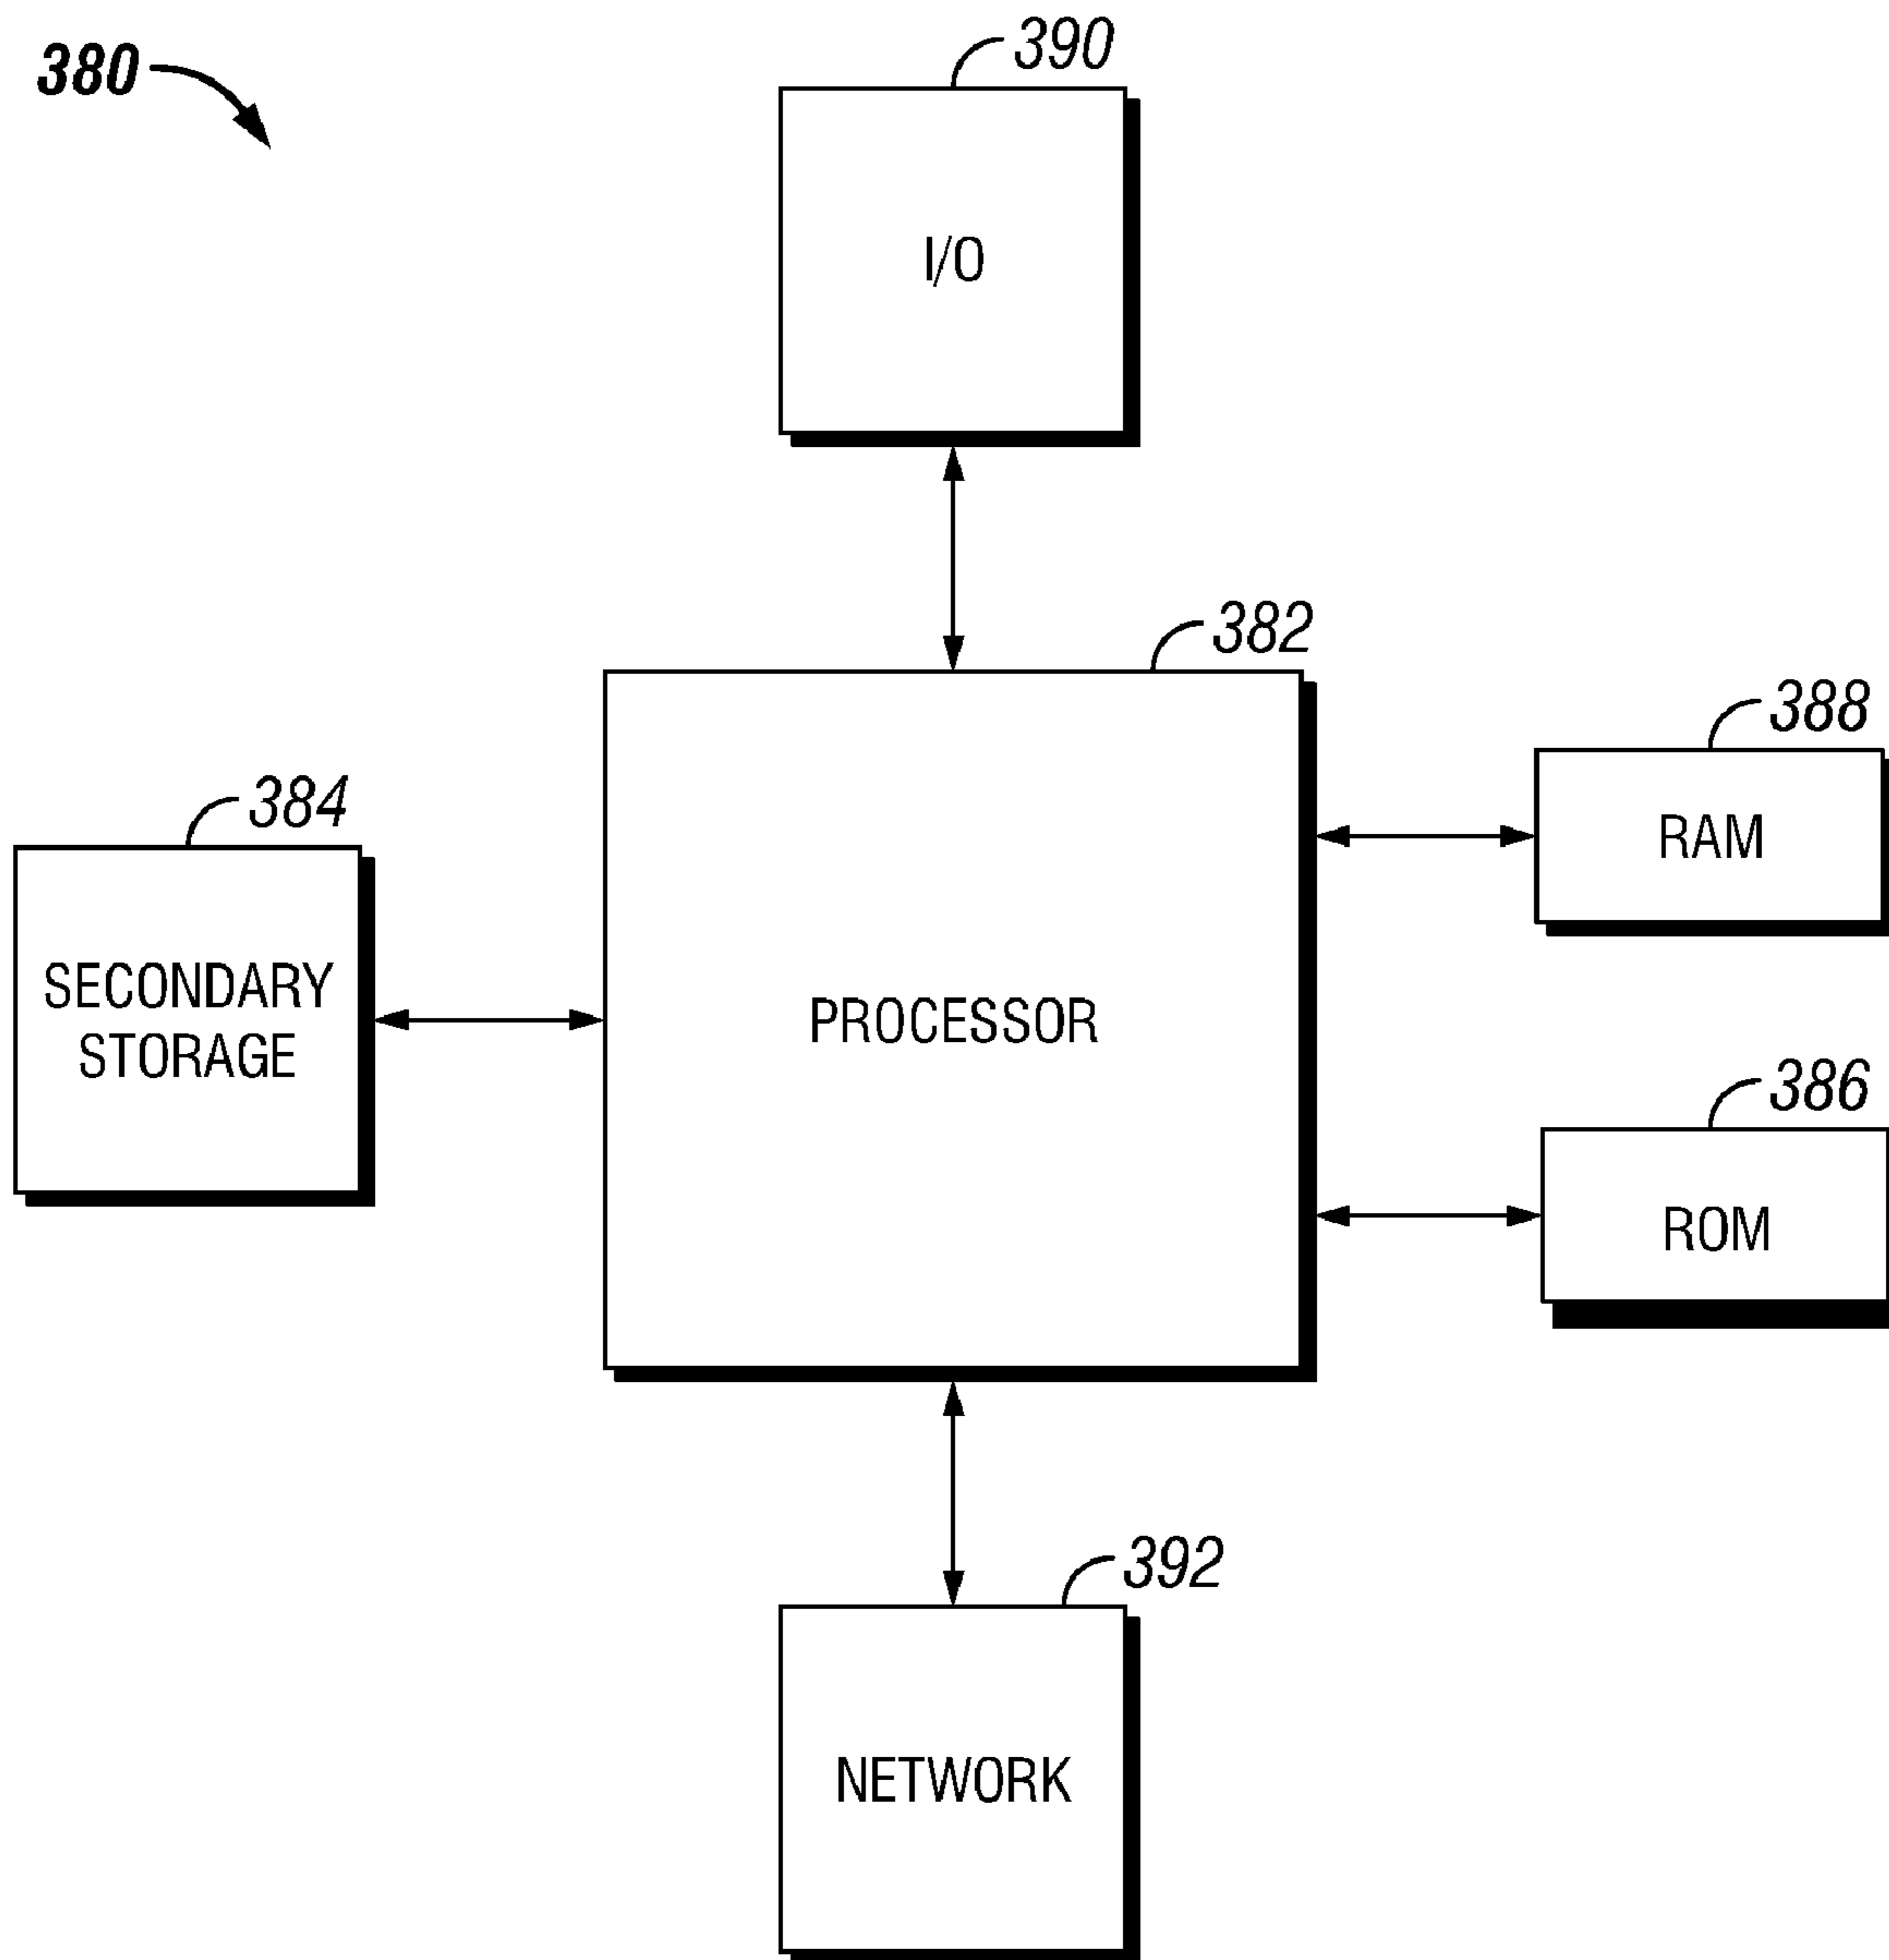 380
390
I/O
382
388
384
RAM
SECONDARY
STORAGE
PROCESSOR
386
ROM
392
NETWORK